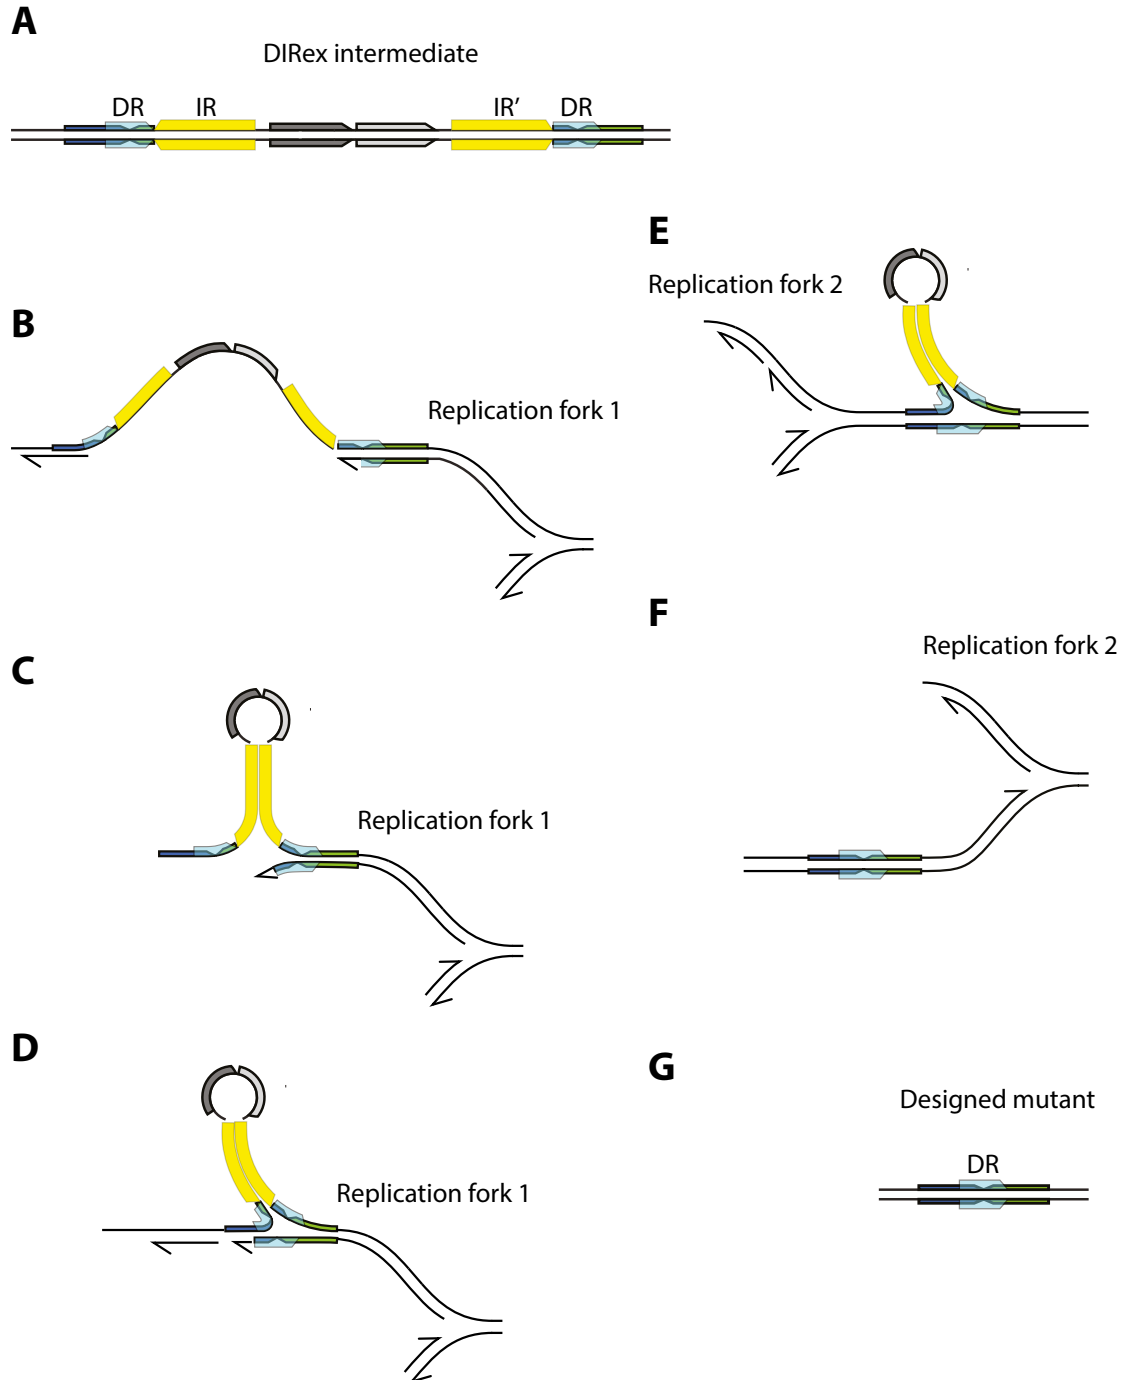 A
DIRex intermediate
DR IR IR′ DR
B
Replication fork 1
C
Replication fork 1
D
Replication fork 1
E
Replication fork 2
F
Replication fork 2
G
Designed mutant
DR